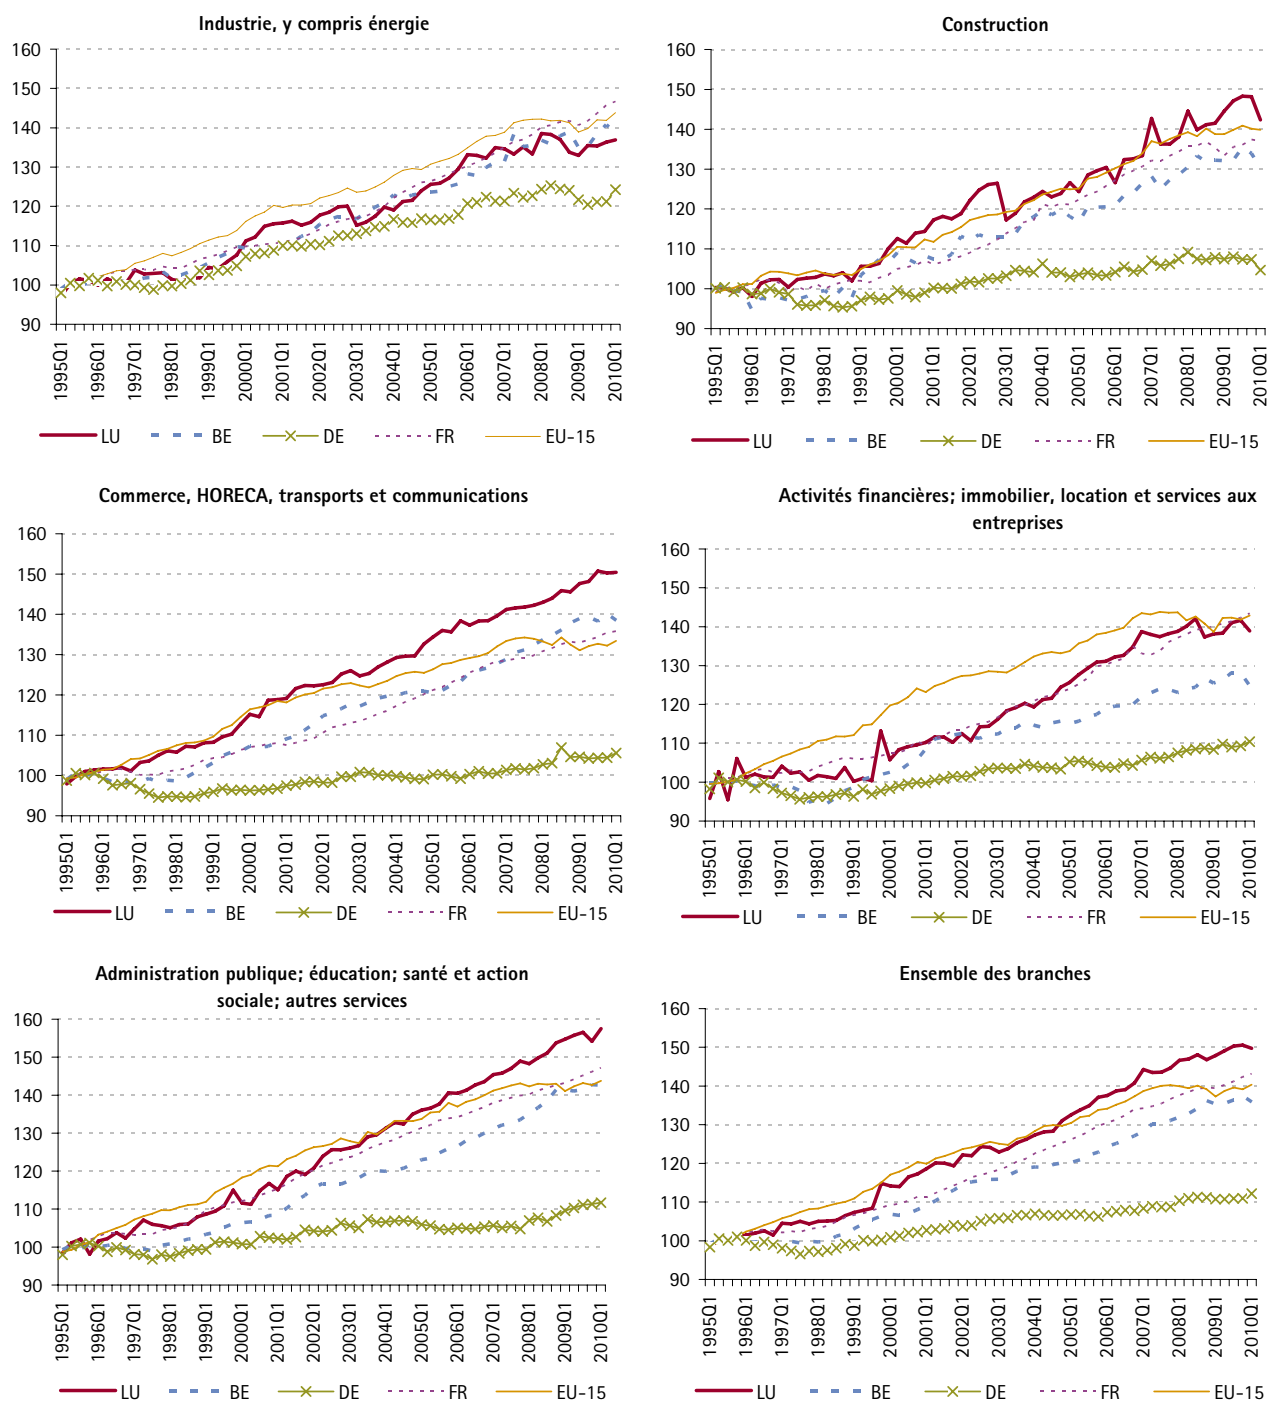 Industrie, y compris énergie
160
150
140
130
120
110
100
90
1995Q1 1996Q1 1997Q1 1998Q1 1999Q1 2000Q1 2001Q1 2002Q1 2003Q1 2004Q1 2005Q1 2006Q1 2007Q1 2008Q1 2009Q1 2010Q1
LU BE DE FR EU-15
Construction
160
150
140
130
120
110
100
90
1995Q1 1996Q1 1997Q1 1998Q1 1999Q1 2000Q1 2001Q1 2002Q1 2003Q1 2004Q1 2005Q1 2006Q1 2007Q1 2008Q1 2009Q1 2010Q1
LU BE DE FR EU-15
Commerce, HORECA, transports et communications
160
150
140
130
120
110
100
90
1995Q1 1996Q1 1997Q1 1998Q1 1999Q1 2000Q1 2001Q1 2002Q1 2003Q1 2004Q1 2005Q1 2006Q1 2007Q1 2008Q1 2009Q1 2010Q1
LU BE DE FR EU-15
Activités financières; immobilier, location et services aux
entreprises
160
150
140
130
120
110
100
90
1995Q1 1996Q1 1997Q1 1998Q1 1999Q1 2000Q1 2001Q1 2002Q1 2003Q1 2004Q1 2005Q1 2006Q1 2007Q1 2008Q1 2009Q1 2010Q1
LU BE DE FR EU-15
Administration publique; éducation; santé et action
sociale; autres services
160
150
140
130
120
110
100
90
1995Q1 1996Q1 1997Q1 1998Q1 1999Q1 2000Q1 2001Q1 2002Q1 2003Q1 2004Q1 2005Q1 2006Q1 2007Q1 2008Q1 2009Q1 2010Q1
LU BE DE FR EU-15
Ensemble des branches
160
150
140
130
120
110
100
90
1995Q1 1996Q1 1997Q1 1998Q1 1999Q1 2000Q1 2001Q1 2002Q1 2003Q1 2004Q1 2005Q1 2006Q1 2007Q1 2008Q1 2009Q1 2010Q1
LU BE DE FR EU-15